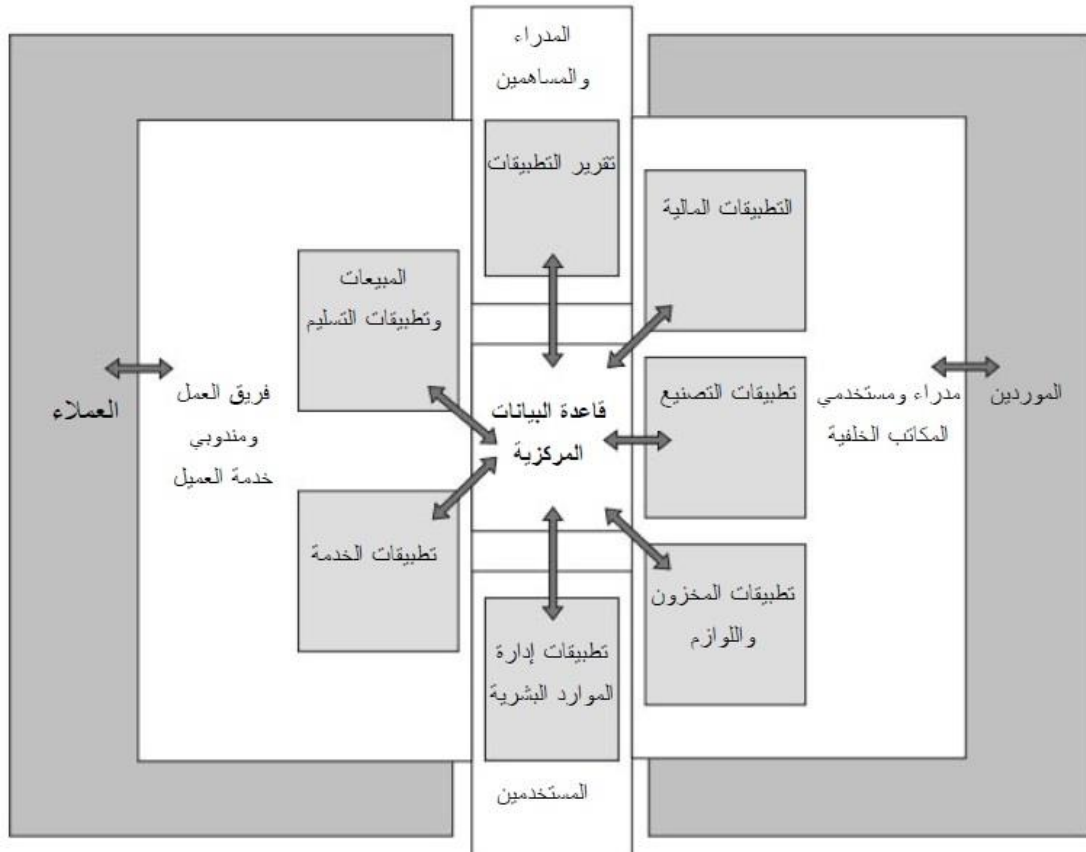 المدراء
والمساهمين
تقرير التطبيقات
التطبيقات المالية
المبيعات
وتطبيقات التسليم
العملاء
فريق العمل
ومندوبي
خدمة العميل
قاعدة البيانات
المركزية
تطبيقات التصنيع
مدراء ومستخدمي
المكاتب الخلفية
الموردين
تطبيقات الخدمة
تطبيقات المخزون
واللوازم
تطبيقات إدارة
الموارد البشرية
المستخدمين